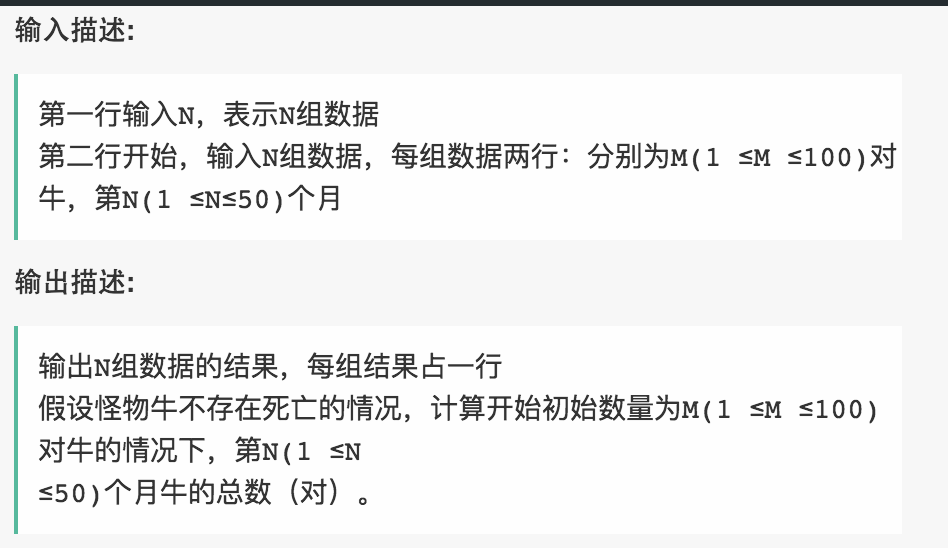 输入描述:
第一行输入N，表示N组数据
第二行开始，输入N组数据，每组数据两行：分别为M(1 ≤M ≤100)对
牛，第N(1 ≤N≤50)个月
输出描述:
输出N组数据的结果，每组结果占一行
假设怪物牛不存在死亡的情况，计算开始初始数量为M(1 ≤M ≤100)
对牛的情况下，第N(1 ≤N
≤50)个月牛的总数（对）。